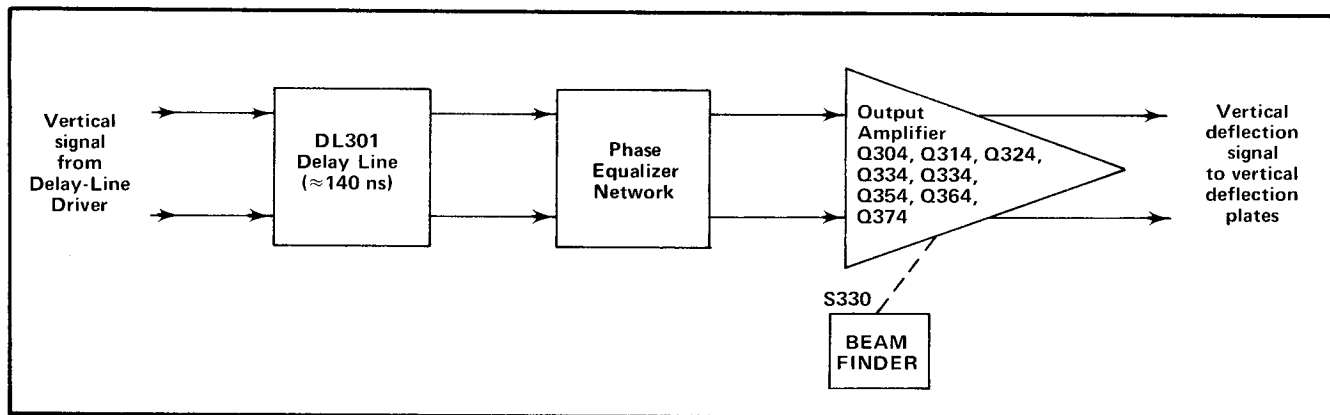 Vertical
signal
from
Delay-Line
Driver
DL301
Delay Line
(≈140 ns)
Phase
Equalizer
Network
Output
Amplifier
Q304, Q314, Q324,
Q334, Q334,
Q354, Q364,
Q374
Vertical
deflection
signal
to vertical
deflection
plates
S330
BEAM
FINDER